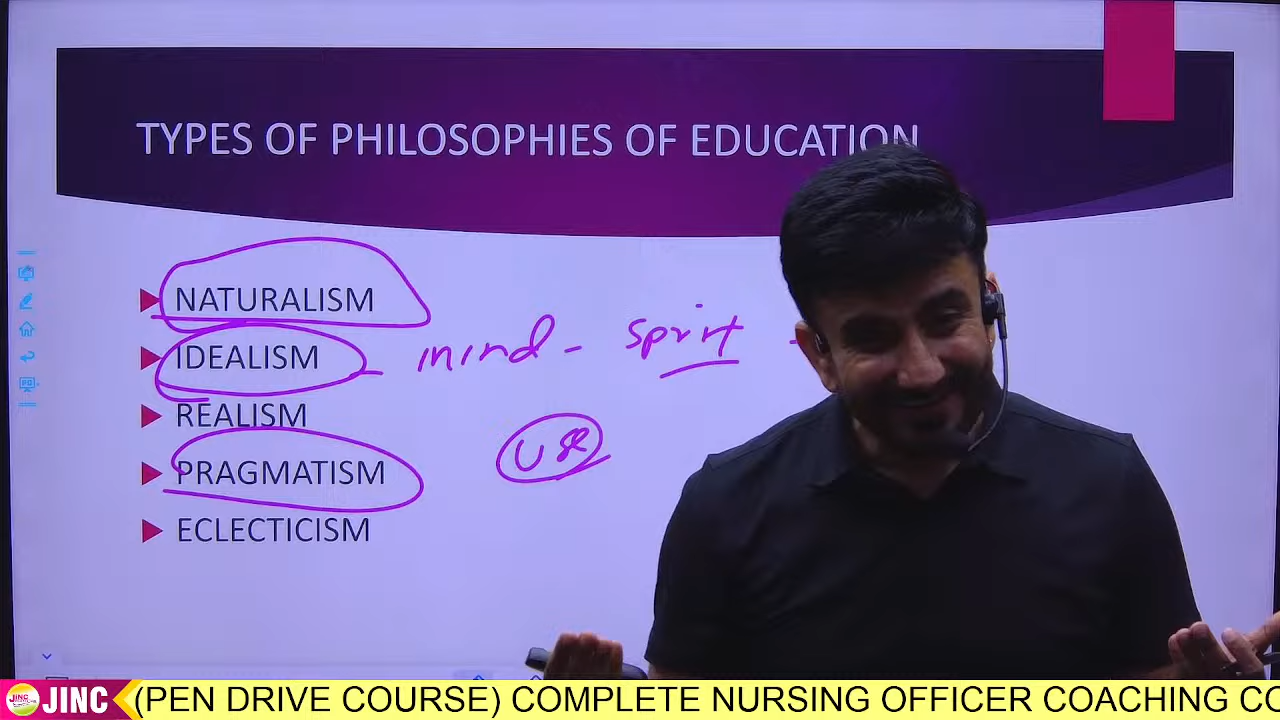 TYPES OF PHILOSOPHIES OF EDUCATION
NATURALISM
IDEALISM - mind - sprit -
REALISM
PRAGMATISM use
ECLECTICISM
JINC (PEN DRIVE COURSE) COMPLETE NURSING OFFICER COACHING CO